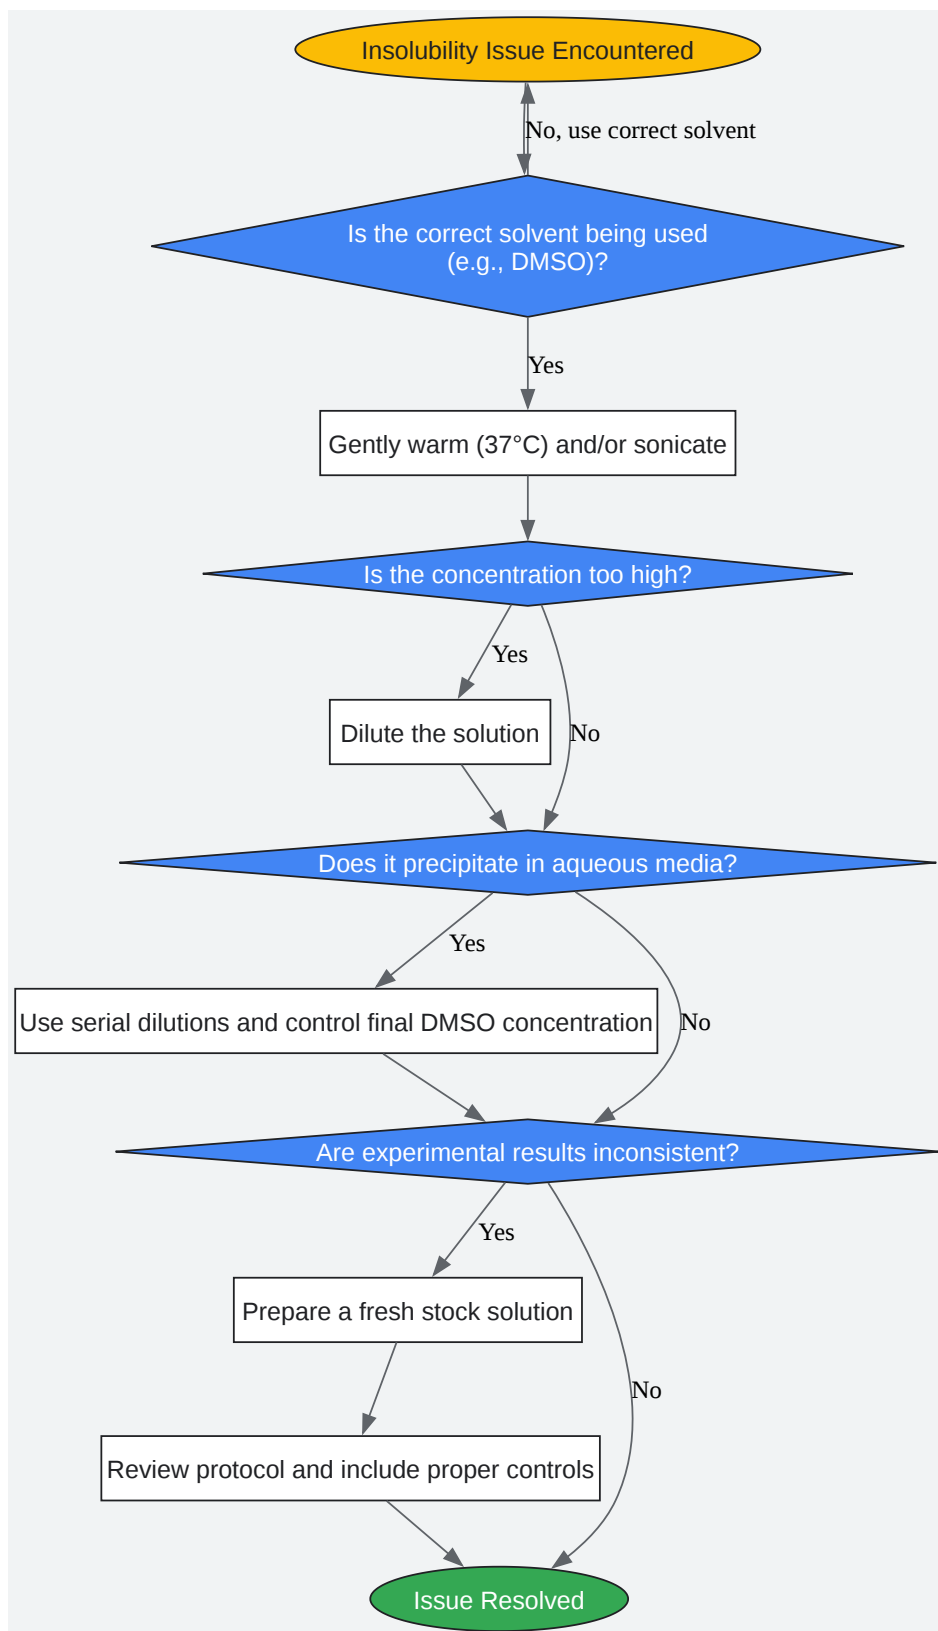 Insolubility Issue Encountered
No, use correct solvent
Is the correct solvent being used
(e.g., DMSO)?
Yes
Gently warm (37°C) and/or sonicate
Is the concentration too high?
Yes
Dilute the solution
No
Does it precipitate in aqueous media?
Yes
Use serial dilutions and control final DMSO concentration
No
Are experimental results inconsistent?
Yes
Prepare a fresh stock solution
No
Review protocol and include proper controls
Issue Resolved